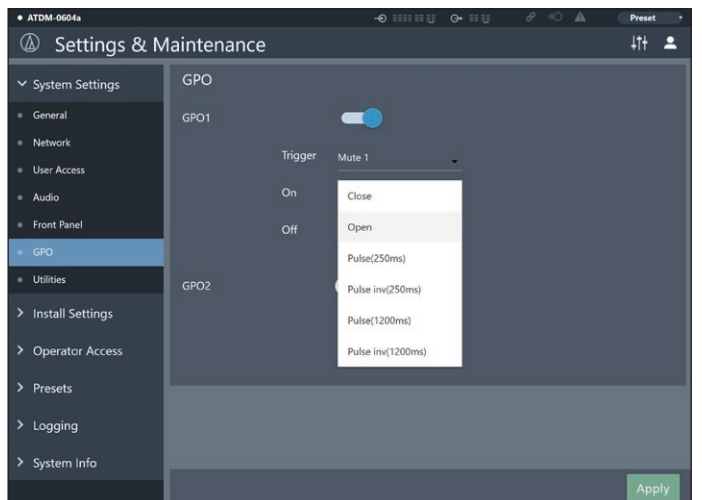 ATDM-0604a
Preset
Settings & Maintenance
System Settings
General
Network
User Access
Audio
Front Panel
GPO
Utilities
Install Settings
Operator Access
Presets
Logging
System Info
GPO
GPO1
Trigger
Mute 1
On
Off
Close
Open
Pulse(250ms)
Pulse inv(250ms)
Pulse(1200ms)
Pulse inv(1200ms)
GPO2
Apply